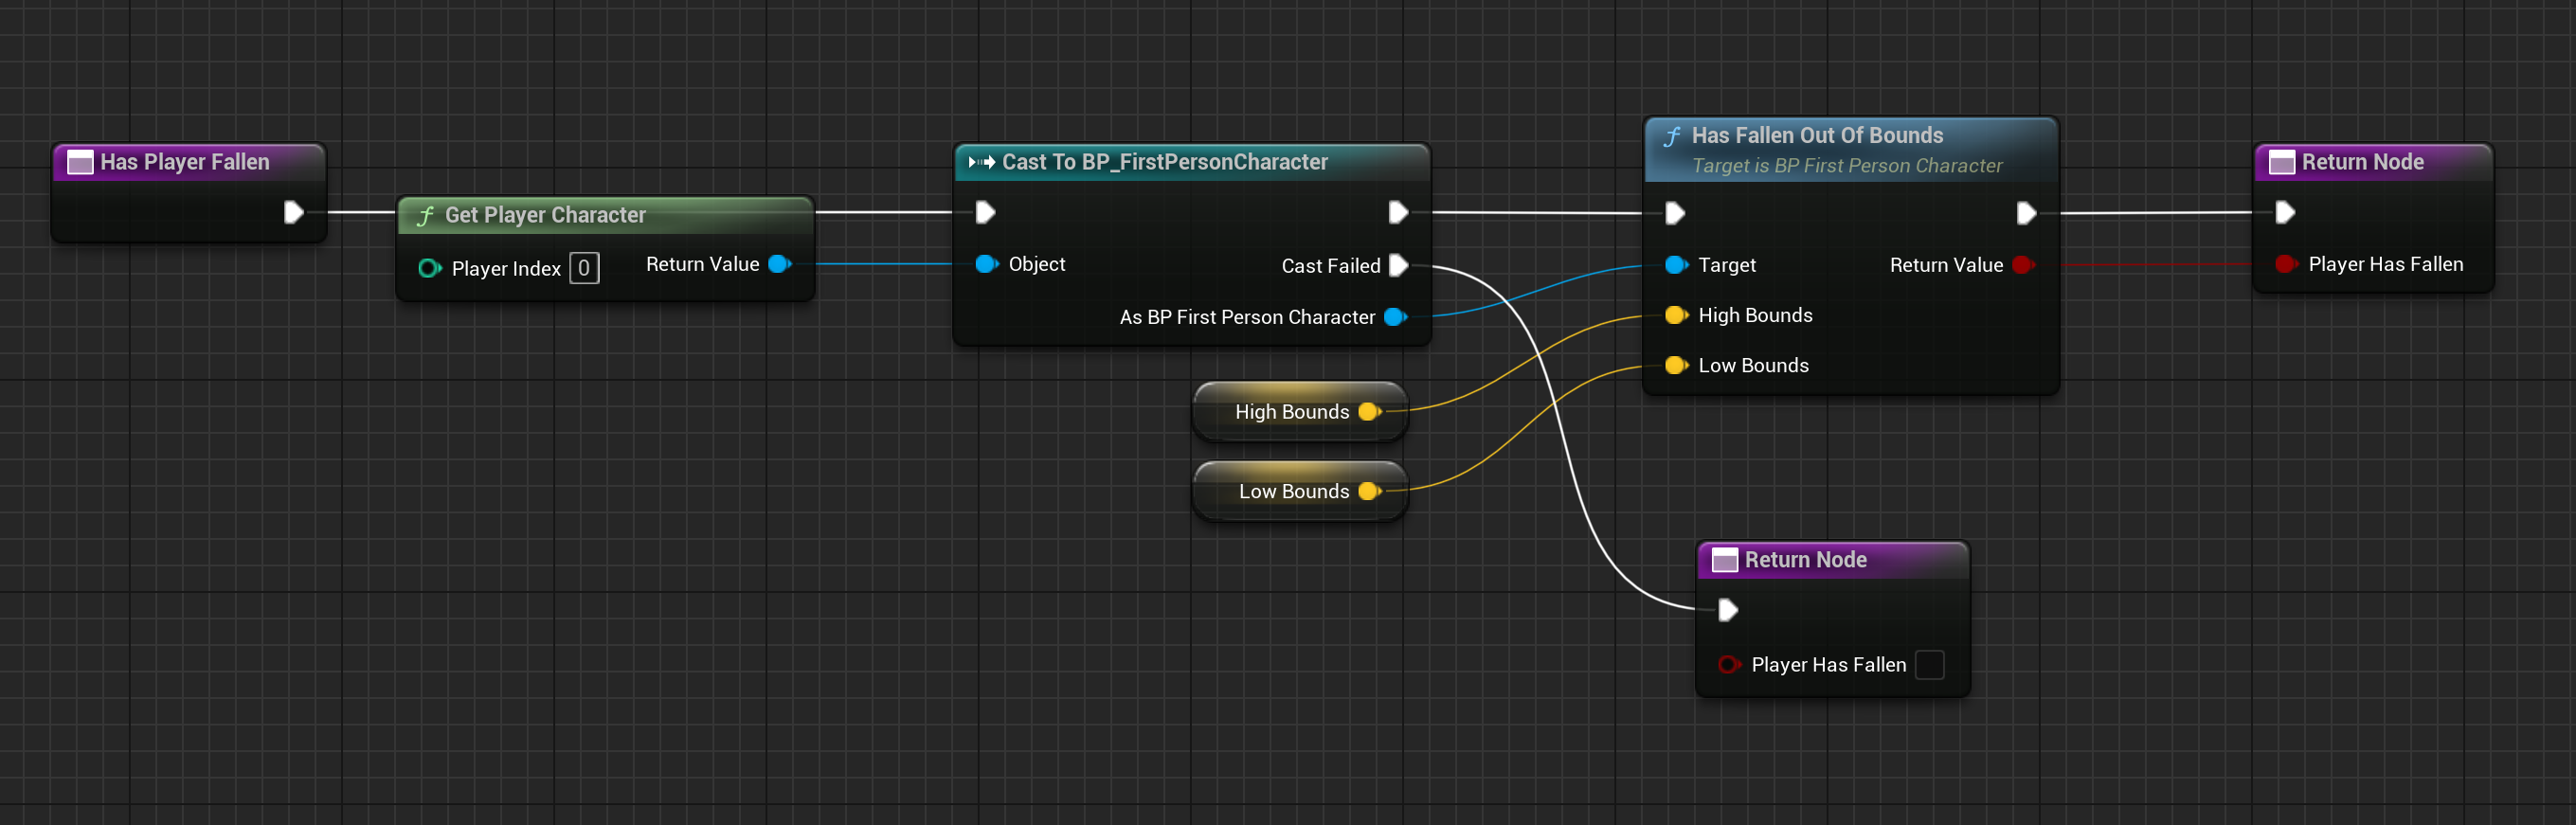 Has Player Fallen
f Get Player Character
Player Index 0
Return Value
Cast To BP_FirstPersonCharacter
Object
Cast Failed
As BP First Person Character
High Bounds
Low Bounds
f Has Fallen Out Of Bounds
Target is BP First Person Character
Target
Return Value
High Bounds
Low Bounds
Return Node
Player Has Fallen
Return Node
Player Has Fallen